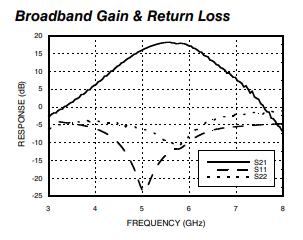 Broadband Gain & Return Loss
RESPONSE (dB)
20
15
10
5
0
-5
-10
-15
-20
-25
S21
S11
S22
3 4 5 6 7 8
FREQUENCY (GHz)